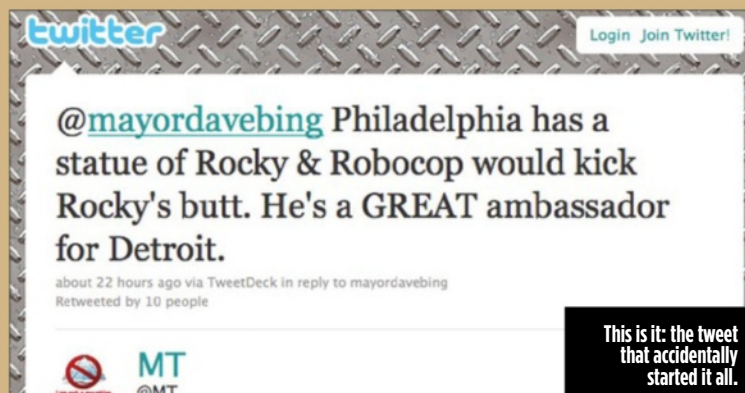 twitter
Login Join Twitter!
@mayordavebing Philadelphia has a
statue of Rocky & Robocop would kick
Rocky's butt. He's a GREAT ambassador
for Detroit.
about 22 hours ago via TweetDeck in reply to mayordavebing
Retweeted by 10 people
MT
@MT
This is it: the tweet
that accidentally
started it all.